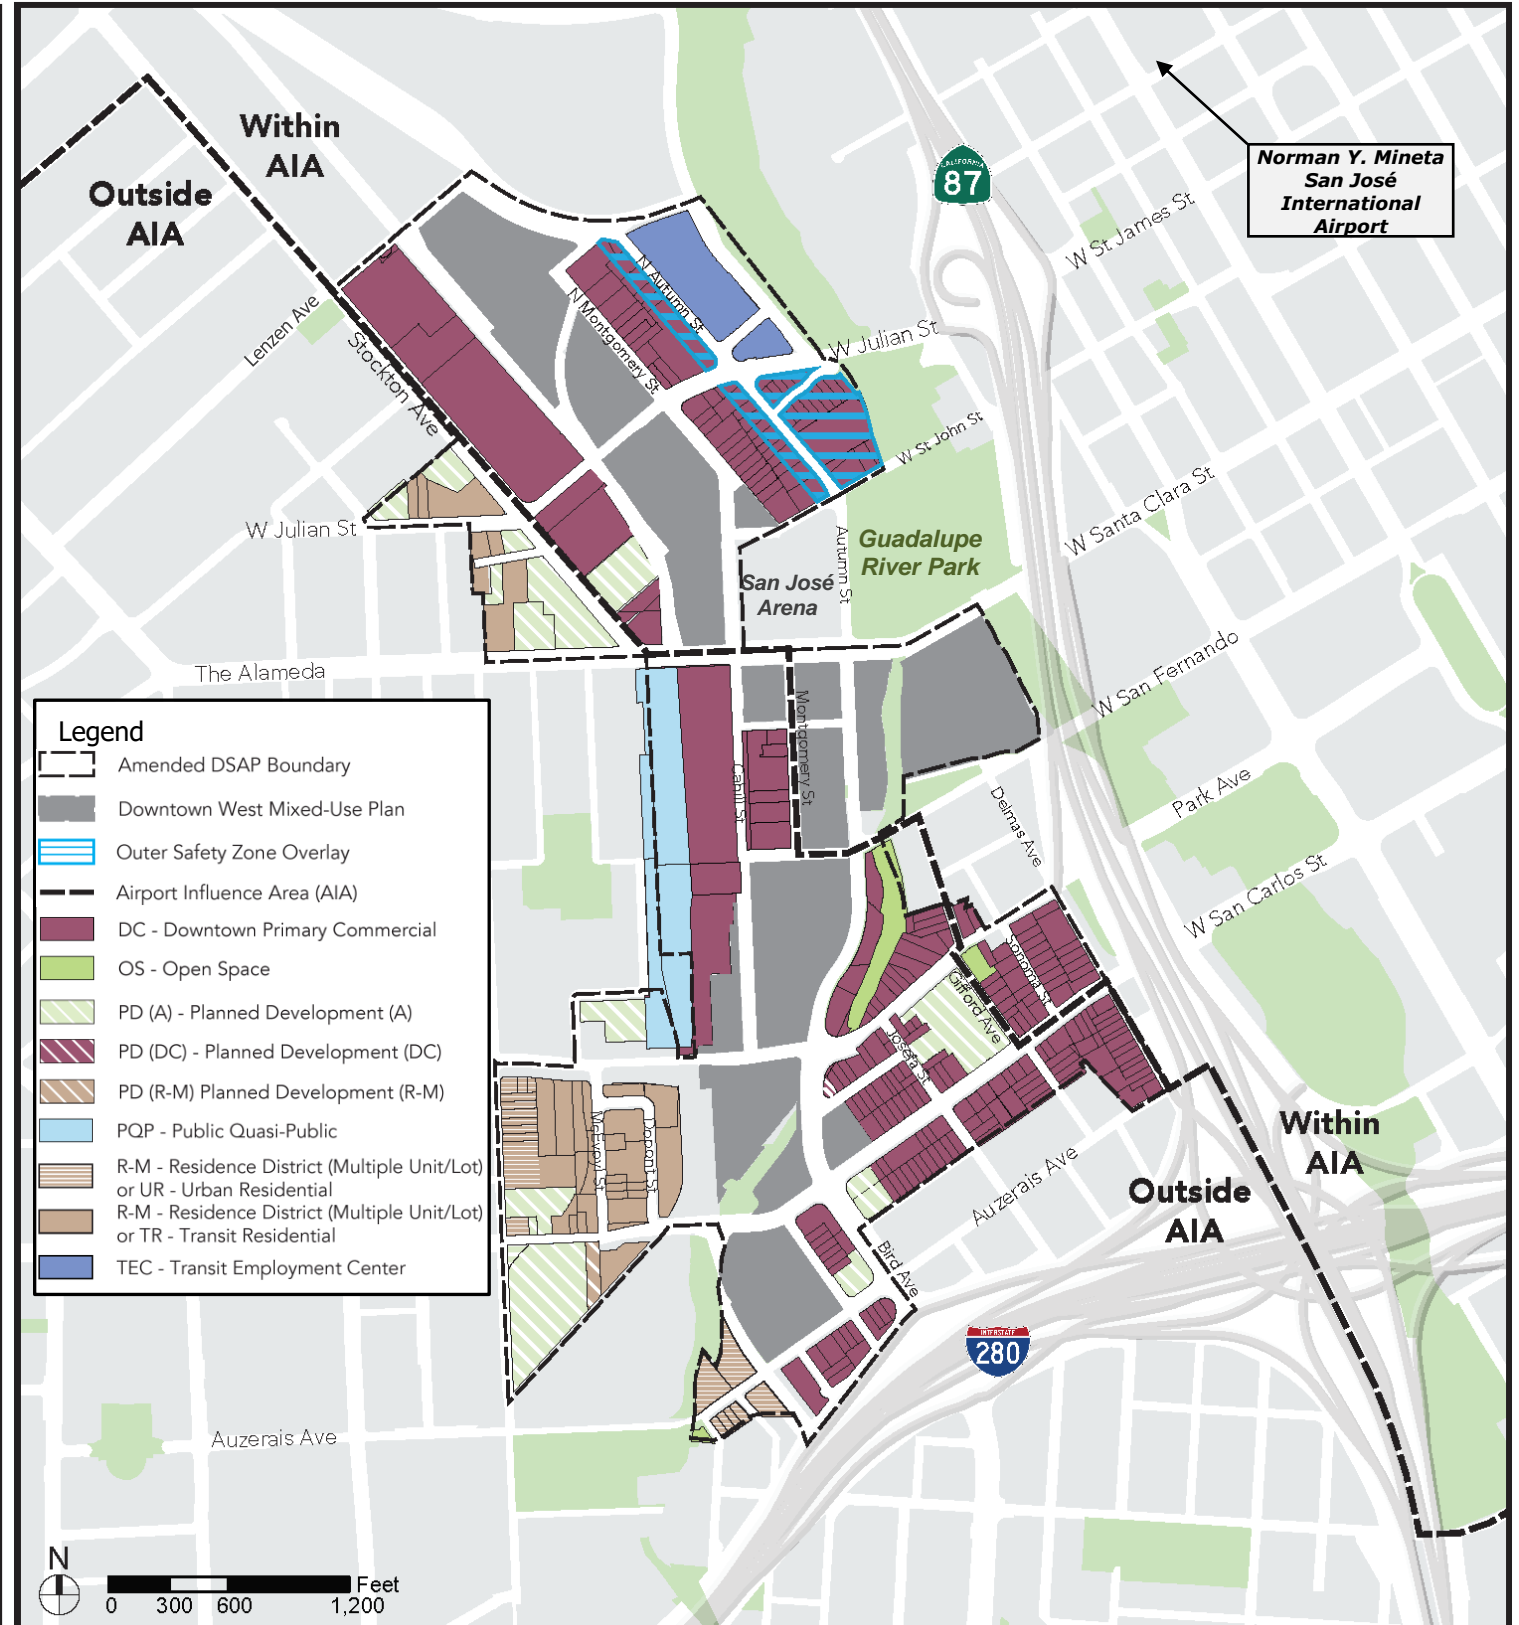 Within
AIA
Outside
AIA
CALIFORNIA
87
Norman Y. Mineta
San José
International
Airport
W St James St
N Autumn St
N Montgomery St
Lenzen Ave
Stockton Ave
W Julian St
W St John St
W Julian St
W Santa Clara St
Autumn St
Guadalupe
River Park
San José
Arena
The Alameda
W San Fernando
Montgomery St
Cahill St
Park Ave
Delmas Ave
W San Carlos St
Sonoma St
Gifford Ave
Josefa St
McEvoy St
Dupont St
Auzerais Ave
Within
AIA
Outside
AIA
Bird Ave
INTERSTATE
280
Auzerais Ave
Legend
Amended DSAP Boundary
Downtown West Mixed-Use Plan
Outer Safety Zone Overlay
Airport Influence Area (AIA)
DC - Downtown Primary Commercial
OS - Open Space
PD (A) - Planned Development (A)
PD (DC) - Planned Development (DC)
PD (R-M) Planned Development (R-M)
PQP - Public Quasi-Public
R-M - Residence District (Multiple Unit/Lot)
or UR - Urban Residential
R-M - Residence District (Multiple Unit/Lot)
or TR - Transit Residential
TEC - Transit Employment Center
N
Feet
0 300 600 1,200